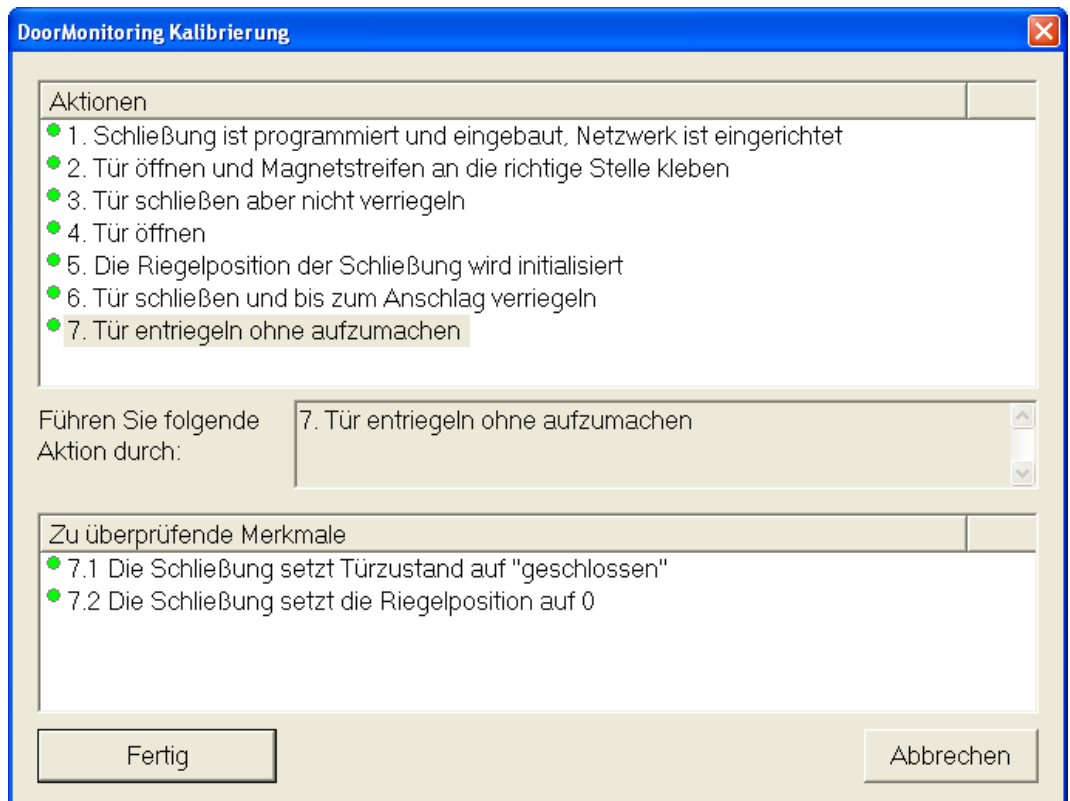 DoorMonitoring Kalibrierung
Aktionen
1. Schließung ist programmiert und eingebaut, Netzwerk ist eingerichtet
2. Tür öffnen und Magnetstreifen an die richtige Stelle kleben
3. Tür schließen aber nicht verriegeln
4. Tür öffnen
5. Die Riegelposition der Schließung wird initialisiert
6. Tür schließen und bis zum Anschlag verriegeln
7. Tür entriegeln ohne aufzumachen
Führen Sie folgende
Aktion durch:
7. Tür entriegeln ohne aufzumachen
Zu überprüfende Merkmale
7.1 Die Schließung setzt Türzustand auf "geschlossen"
7.2 Die Schließung setzt die Riegelposition auf 0
Fertig
Abbrechen